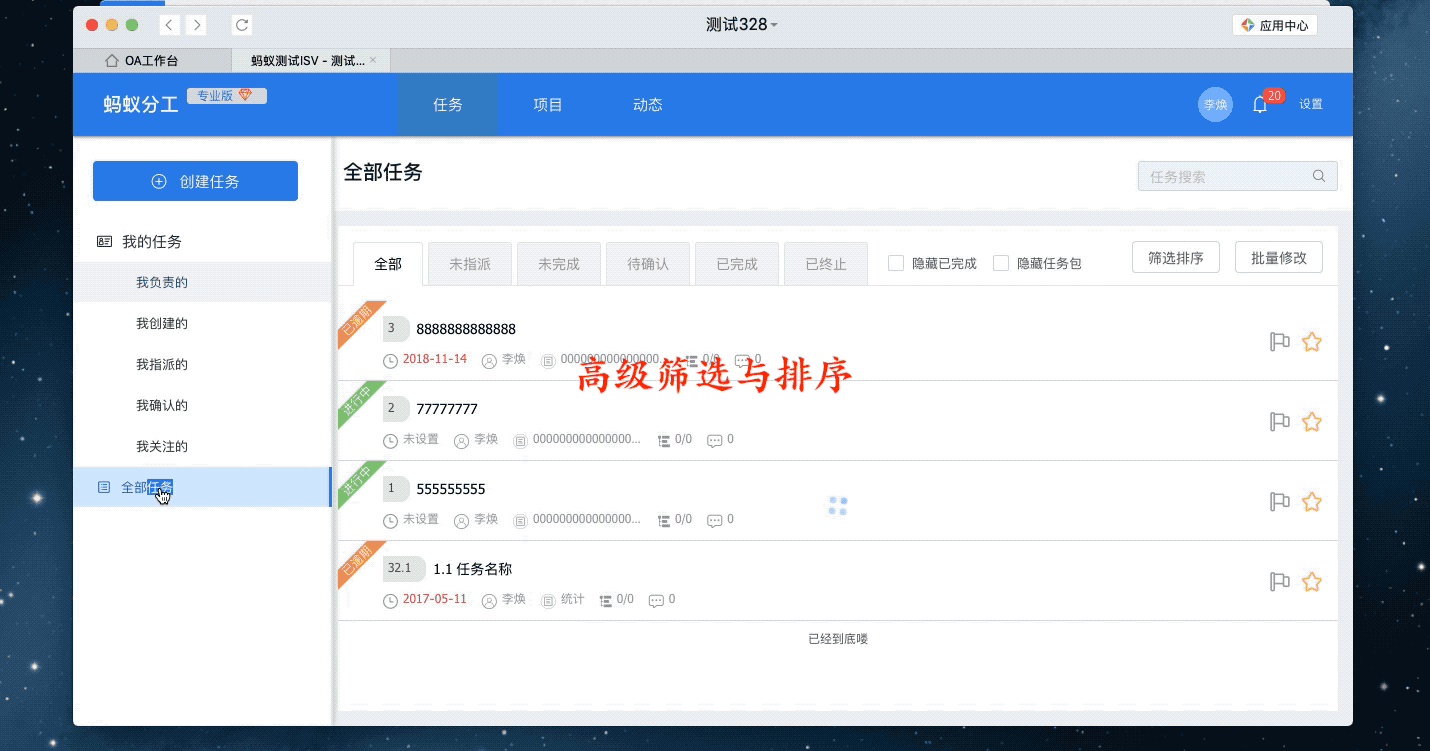 测试328
应用中心
OA工作台
蚂蚁测试ISV - 测试...
蚂蚁分工 专业版
任务 项目 动态
李焕 20 设置
创建任务
我的任务
我负责的
我创建的
我指派的
我确认的
我关注的
全部任务
全部任务
任务搜索
全部 未指派 未完成 待确认 已完成 已终止 隐藏已完成 隐藏任务包 筛选排序 批量修改
已逾期
3 8888888888888
2018-11-14 李焕 000000000000000... 0/0 0
高级筛选与排序
进行中
2 77777777
未设置 李焕 000000000000000... 0/0 0
进行中
1 555555555
未设置 李焕 000000000000000... 0/0 0
已逾期
32.1 1.1 任务名称
2017-05-11 李焕 统计 0/0 0
已经到底喽